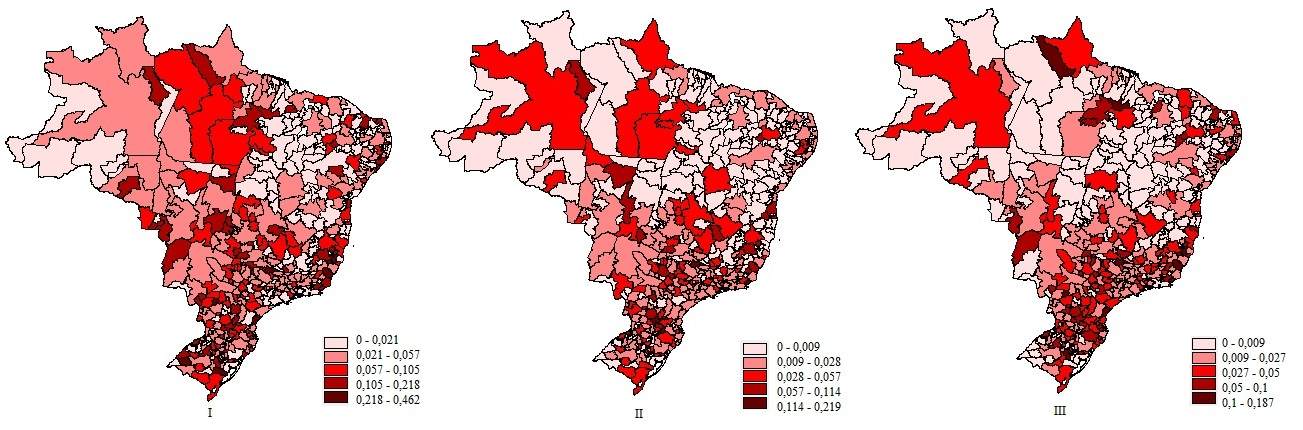 0 - 0,021
0,021 - 0,057
0,057 - 0,105
0,105 - 0,218
0,218 - 0,462
I
0 - 0,009
0,009 - 0,028
0,028 - 0,057
0,057 - 0,114
0,114 - 0,219
II
0 - 0,009
0,009 - 0,027
0,027 - 0,05
0,05 - 0,1
0,1 - 0,187
III